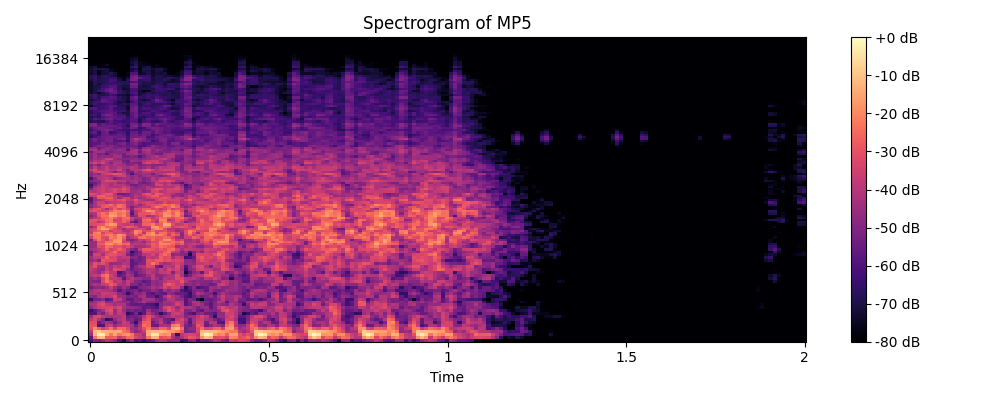 Spectrogram of MP5
16384
8192
4096
2048
1024
512
0
Hz
0
0.5
1
1.5
2
Time
+0 dB
-10 dB
-20 dB
-30 dB
-40 dB
-50 dB
-60 dB
-70 dB
-80 dB